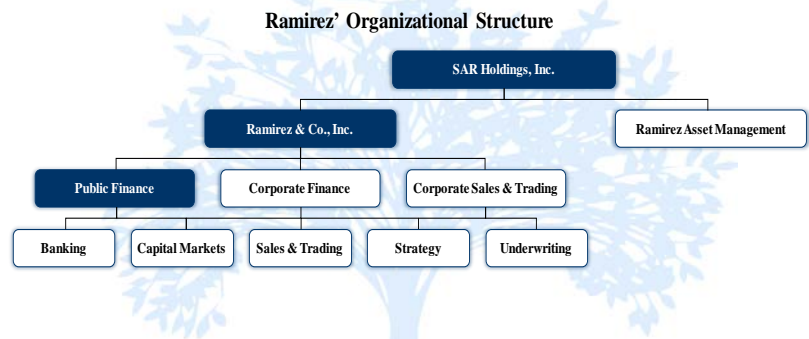 Ramirez' Organizational Structure
SAR Holdings, Inc.
Ramirez & Co., Inc.
Ramirez Asset Management
Public Finance
Corporate Finance
Corporate Sales & Trading
Banking
Capital Markets
Sales & Trading
Strategy
Underwriting